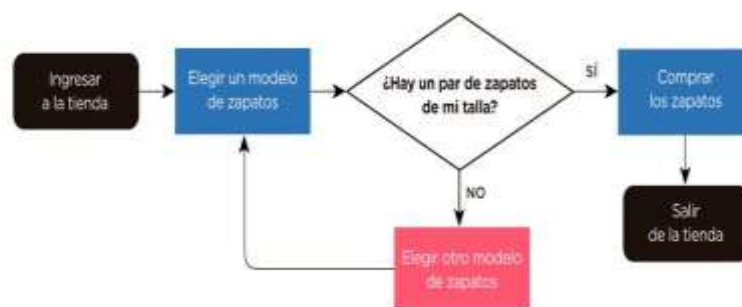 Ingresar
a la tienda
Elegir un modelo
de zapatos
¿Hay un par de zapatos
de mi talla?
SÍ
Comprar
los zapatos
NO
Elegir otro modelo
de zapatos
Salir
de la tienda